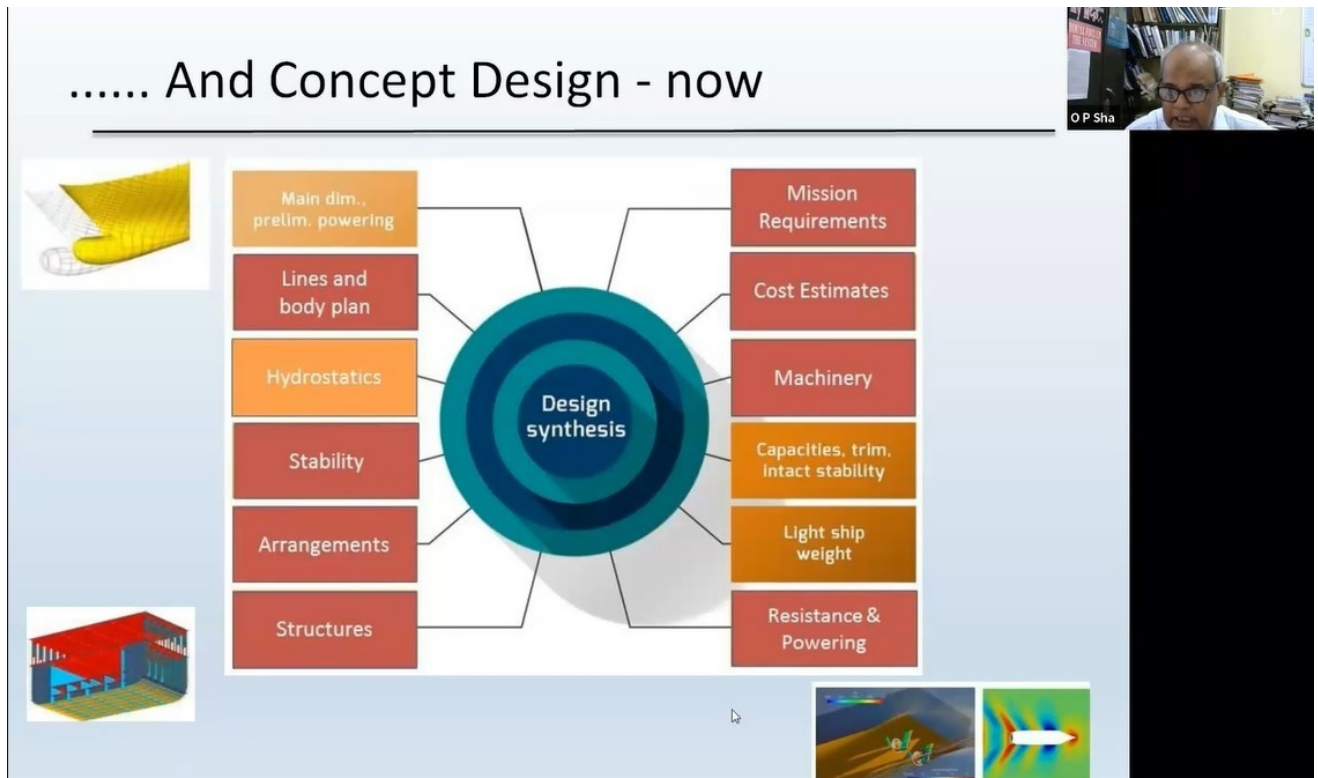 ...... And Concept Design - now
O P Sha
Main dim.,
prelim. powering
Lines and
body plan
Hydrostatics
Stability
Arrangements
Structures
Design
synthesis
Mission
Requirements
Cost Estimates
Machinery
Capacities, trim,
intact stability
Light ship
weight
Resistance &
Powering